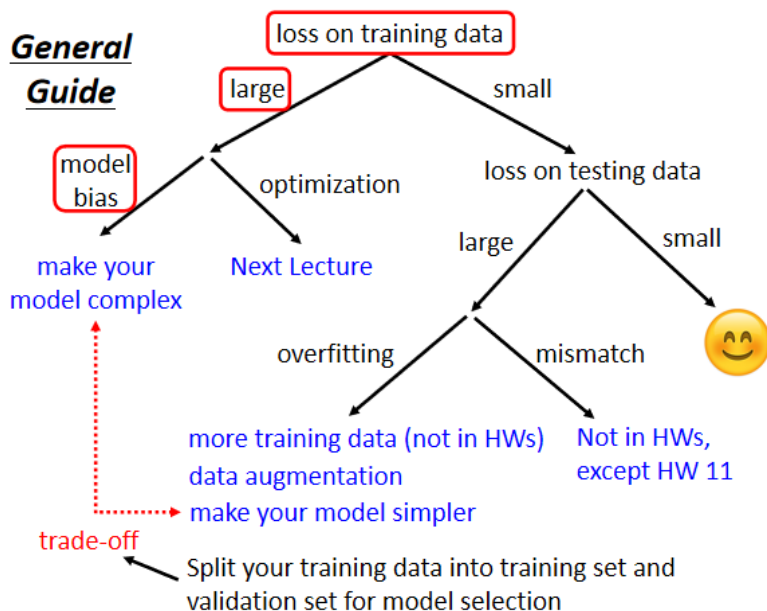 General
Guide
loss on training data
large
small
model
bias
optimization
loss on testing data
make your
model complex
Next Lecture
large
small
overfitting
mismatch
more training data (not in HWs)
data augmentation
make your model simpler
Not in HWs,
except HW 11
trade-off
Split your training data into training set and
validation set for model selection